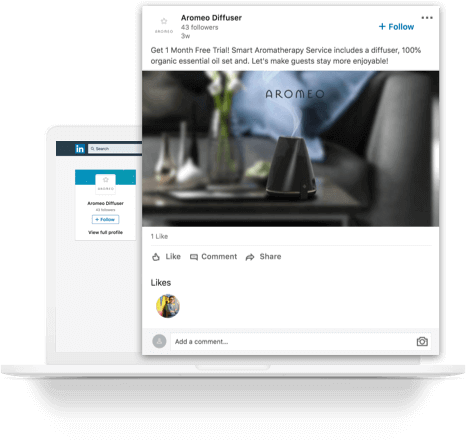 Aromeo Diffuser
43 followers
3w
+ Follow
AROMEO
Get 1 Month Free Trial! Smart Aromatherapy Service includes a diffuser, 100%
organic essential oil set and. Let's make guests stay more enjoyable!
AROMEO
1 Like
Like Comment Share
Likes
Add a comment...
in Search
AROMEO
Aromeo Diffuser
43 followers
+ Follow
View full profile